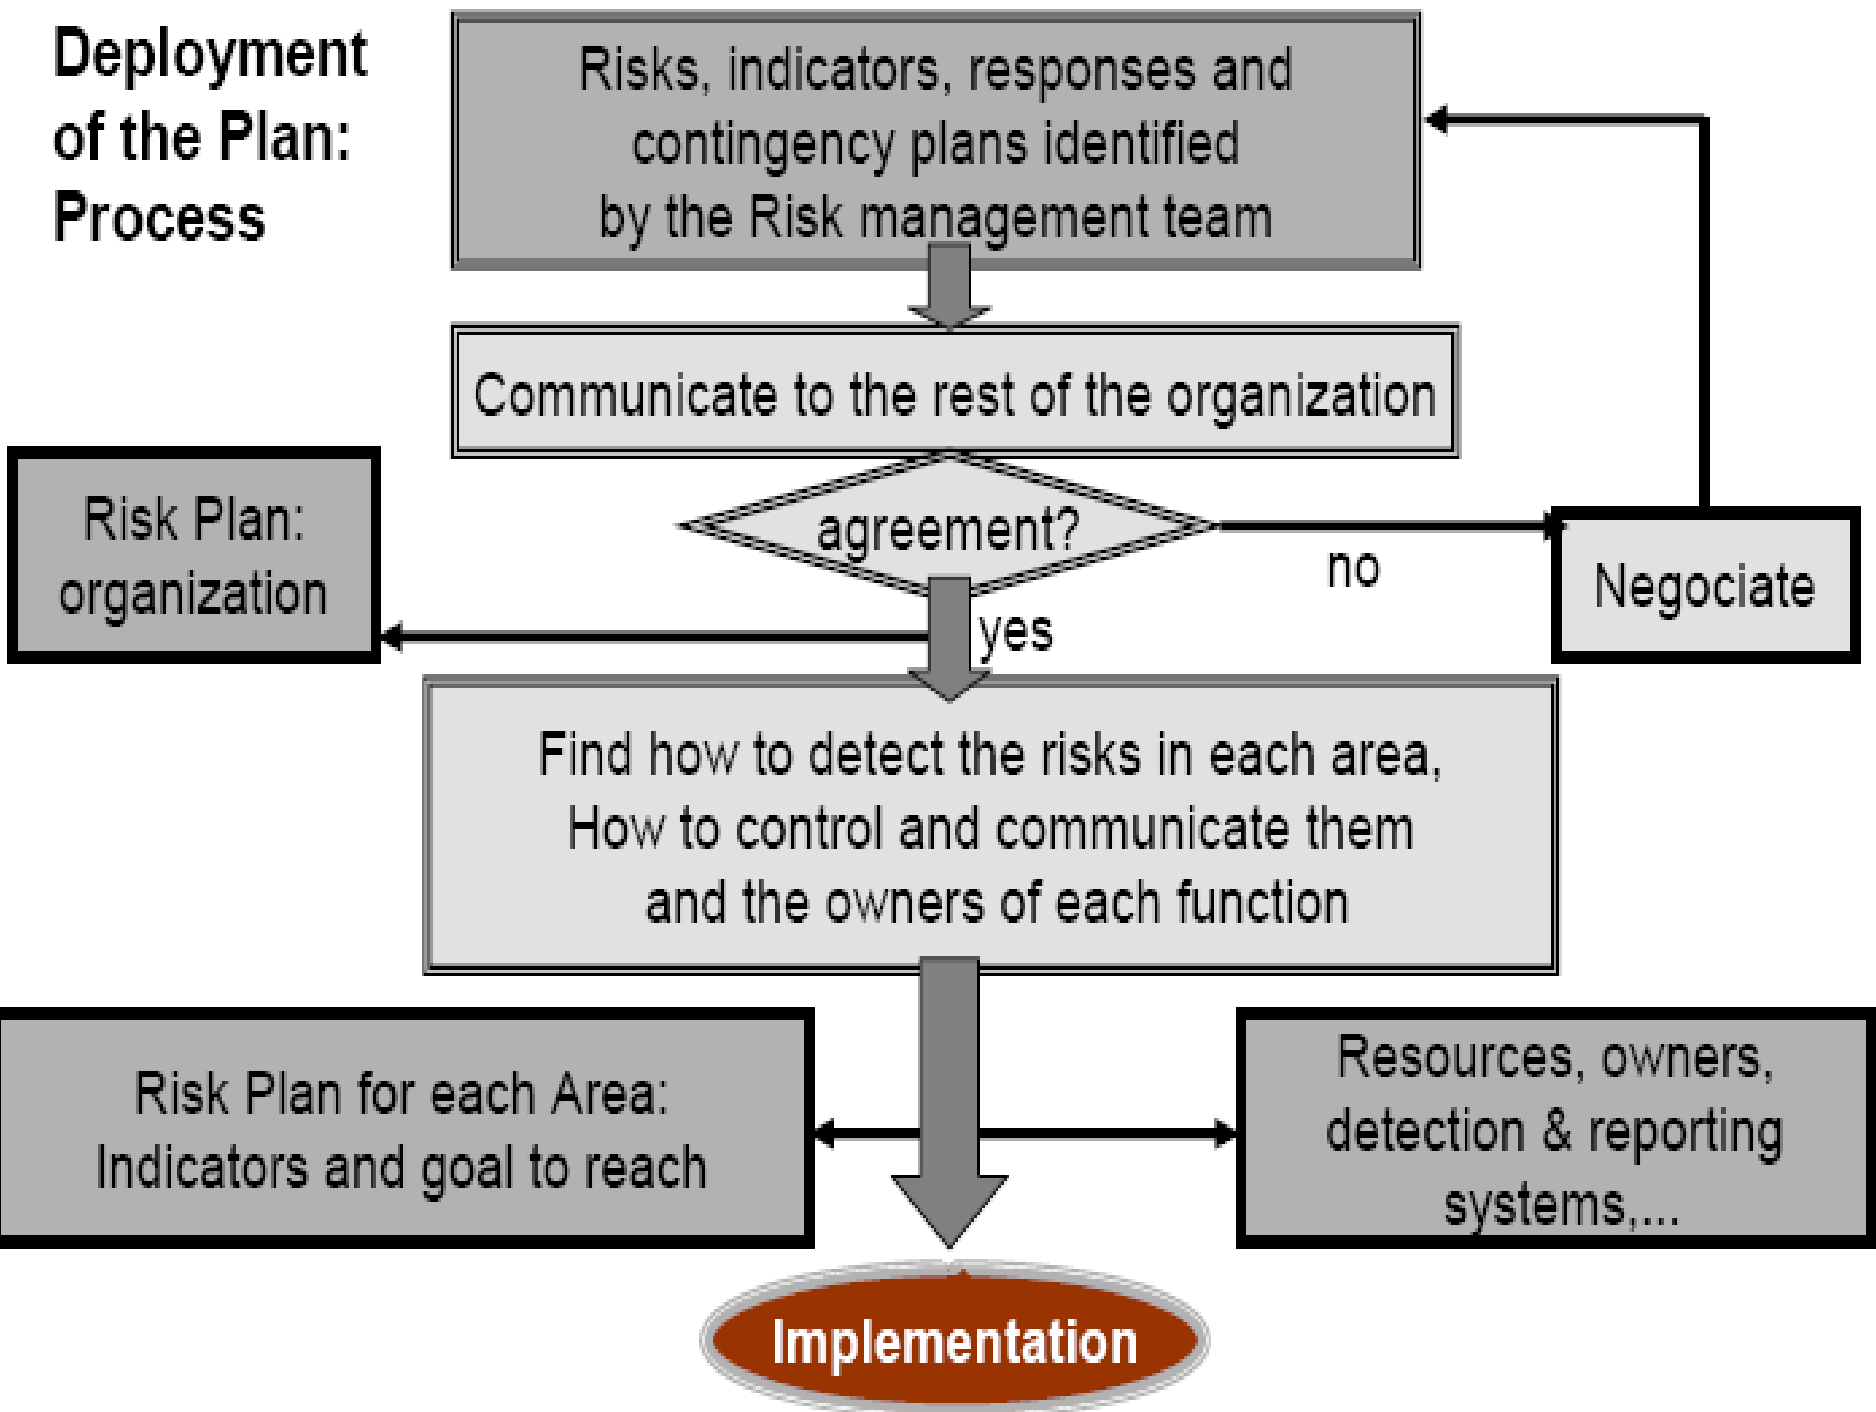 Deployment
of the Plan:
Process
Risks, indicators, responses and
contingency plans identified
by the Risk management team
Communicate to the rest of the organization
agreement?
no
Negociate
yes
Risk Plan:
organization
Find how to detect the risks in each area,
How to control and communicate them
and the owners of each function
Risk Plan for each Area:
Indicators and goal to reach
Resources, owners,
detection & reporting
systems,...
Implementation